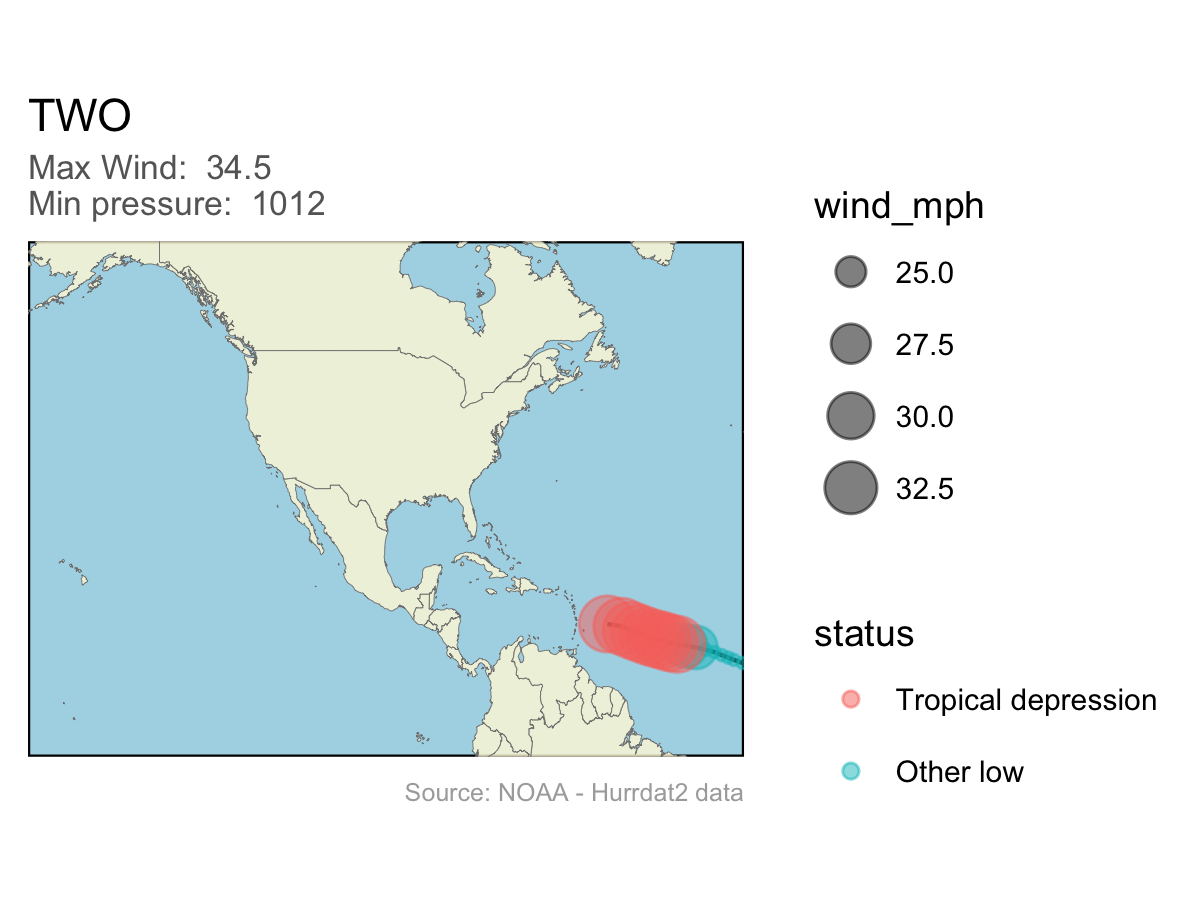 TWO
Max Wind:  34.5
Min pressure:  1012
wind_mph
25.0
27.5
30.0
32.5
status
Tropical depression
Other low
Source: NOAA - Hurrdat2 data